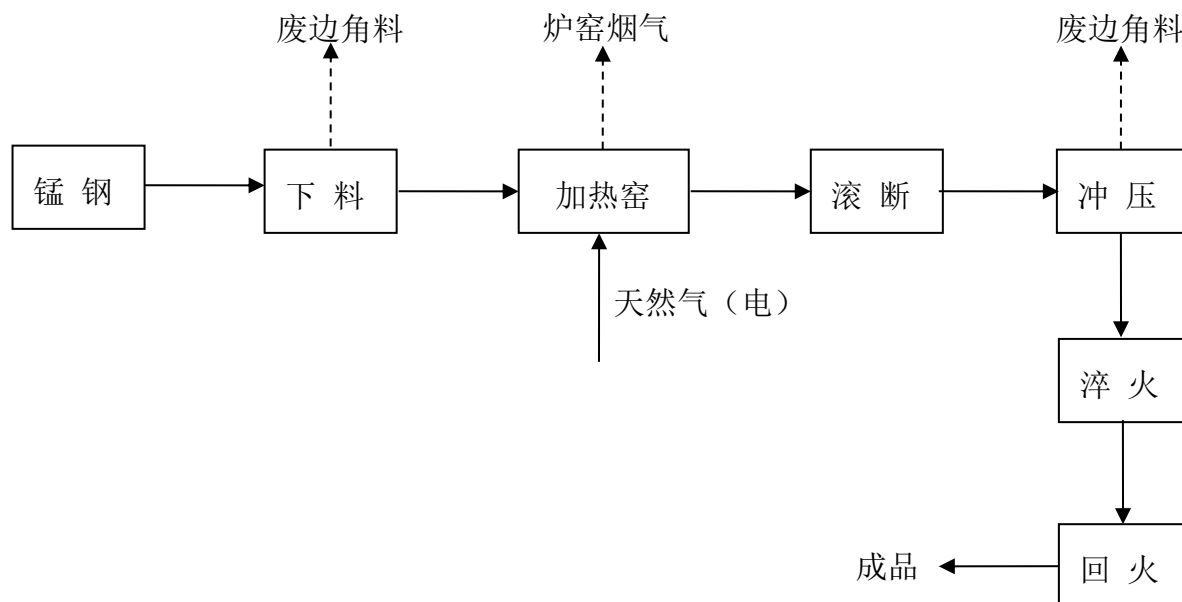 废边角料
炉窑烟气
废边角料
锰 钢
下 料
加热窑
滚 断
冲 压
天然气（电）
淬 火
成品
回 火